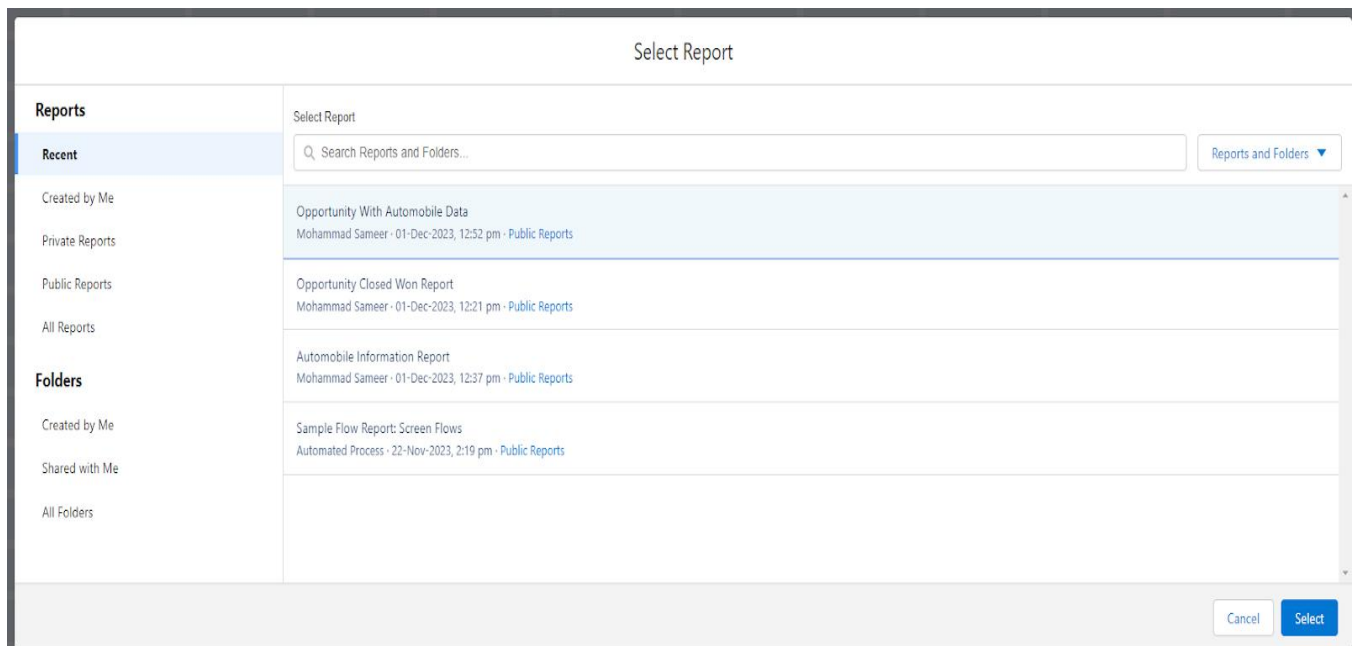 Select Report
Reports
Recent
Created by Me
Private Reports
Public Reports
All Reports
Folders
Created by Me
Shared with Me
All Folders
Select Report
Search Reports and Folders...
Reports and Folders
Opportunity With Automobile Data
Mohammad Sameer · 01-Dec-2023, 12:52 pm · Public Reports
Opportunity Closed Won Report
Mohammad Sameer · 01-Dec-2023, 12:21 pm · Public Reports
Automobile Information Report
Mohammad Sameer · 01-Dec-2023, 12:37 pm · Public Reports
Sample Flow Report: Screen Flows
Automated Process · 22-Nov-2023, 2:19 pm · Public Reports
Cancel
Select